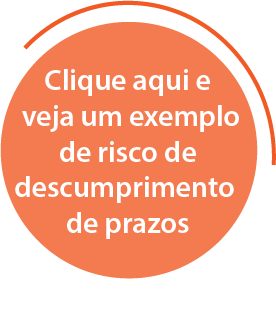 Clique aqui e
veja um exemplo
de risco de
descumprimento
de prazos